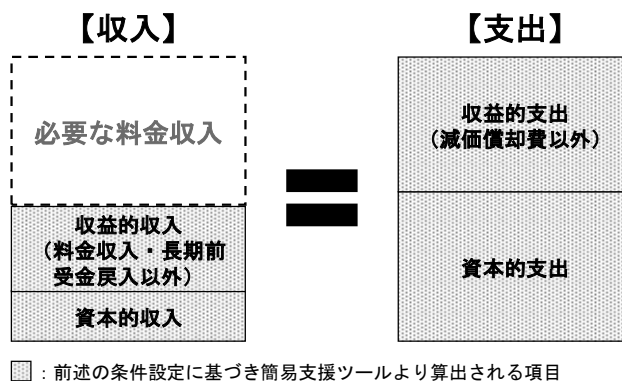 【収入】
必要な料金収入
収益的収入
（料金収入・長期前
受金戻入以外）
資本的収入
【支出】
収益的支出
（減価償却費以外）
資本的支出
：前述の条件設定に基づき簡易支援ツールより算出される項目